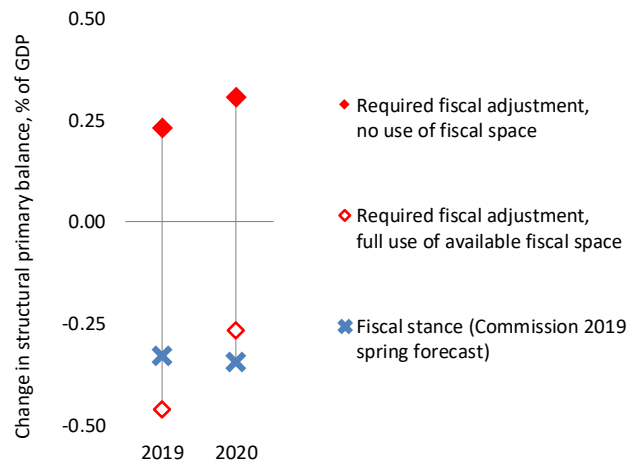 Change in structural primary balance, % of GDP
0.50
0.25
0.00
-0.25
-0.50
2019
2020
Required fiscal adjustment,
no use of fiscal space
Required fiscal adjustment,
full use of available fiscal space
Fiscal stance (Commission 2019
spring forecast)